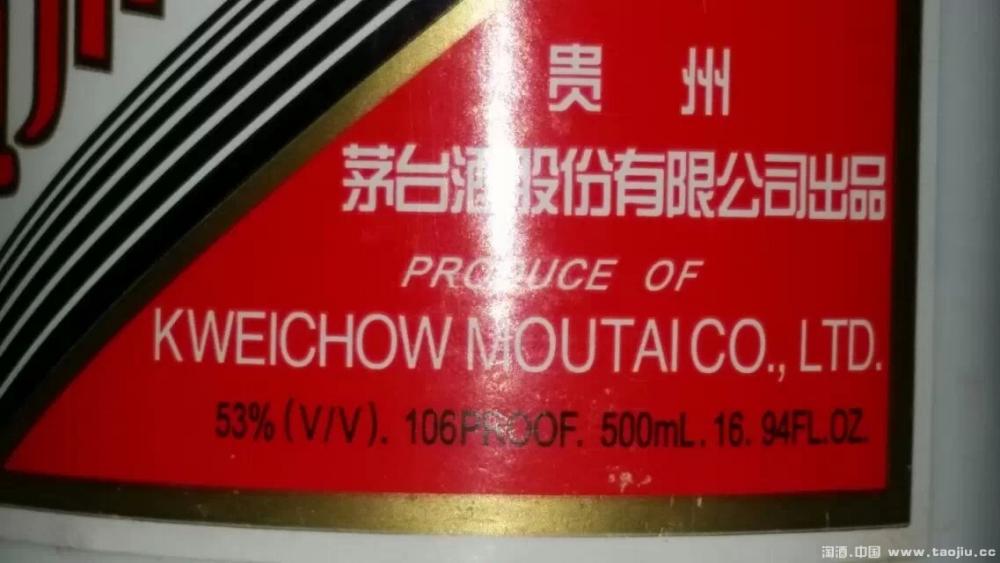 贵州
茅台酒股份有限公司出品
PRODUCE OF
KWEICHOW MOUTAI CO., LTD.
53% (V/V). 106PROOF. 500mL. 16. 94FL.OZ.
淘酒.中国 www.taojiu.cc